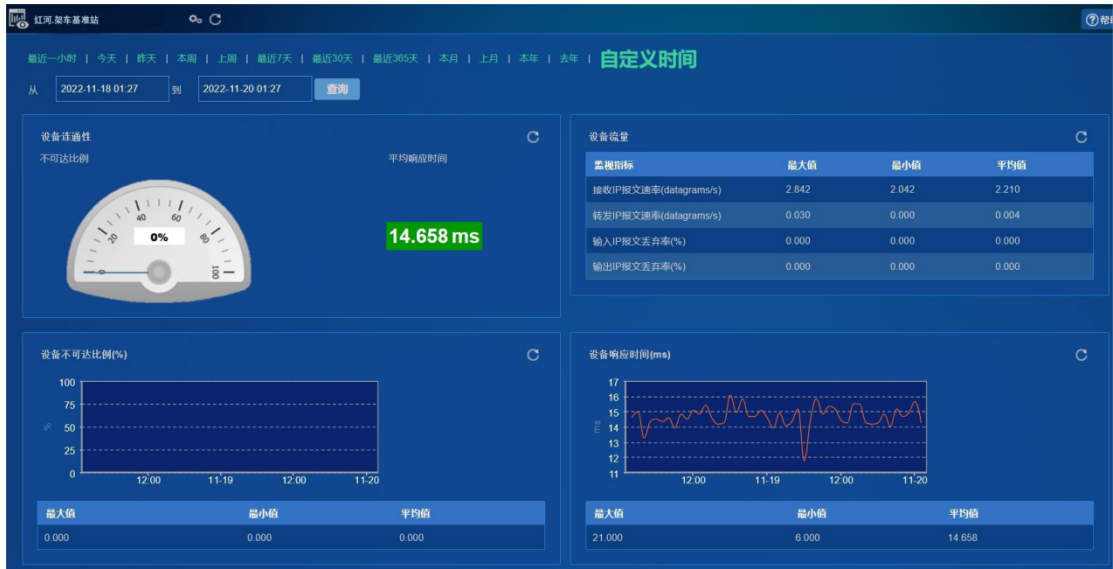 红河.架车基准站
帮
最近一小时 | 今天 | 昨天 | 本周 | 上周 | 最近7天 | 最近30天 | 最近365天 | 本月 | 上月 | 本年 | 去年 | 自定义时间
从 2022-11-18 01:27 到 2022-11-20 01:27 查询
设备连通性
不可达比例 平均响应时间
0 20 40 60 80 100
0%
14.658 ms
设备流量
监视指标 最大值 最小值 平均值
接收IP报文速率(datagrams/s) 2.842 2.042 2.210
转发IP报文速率(datagrams/s) 0.030 0.000 0.004
输入IP报文丢弃率(%) 0.000 0.000 0.000
输出IP报文丢弃率(%) 0.000 0.000 0.000
设备不可达比例(%)
100
75
50
25
0
%
12:00 11-19 12:00 11-20
最大值 最小值 平均值
0.000 0.000 0.000
设备响应时间(ms)
17
16
15
14
13
12
11
ms
12:00 11-19 12:00 11-20
最大值 最小值 平均值
21.000 6.000 14.658